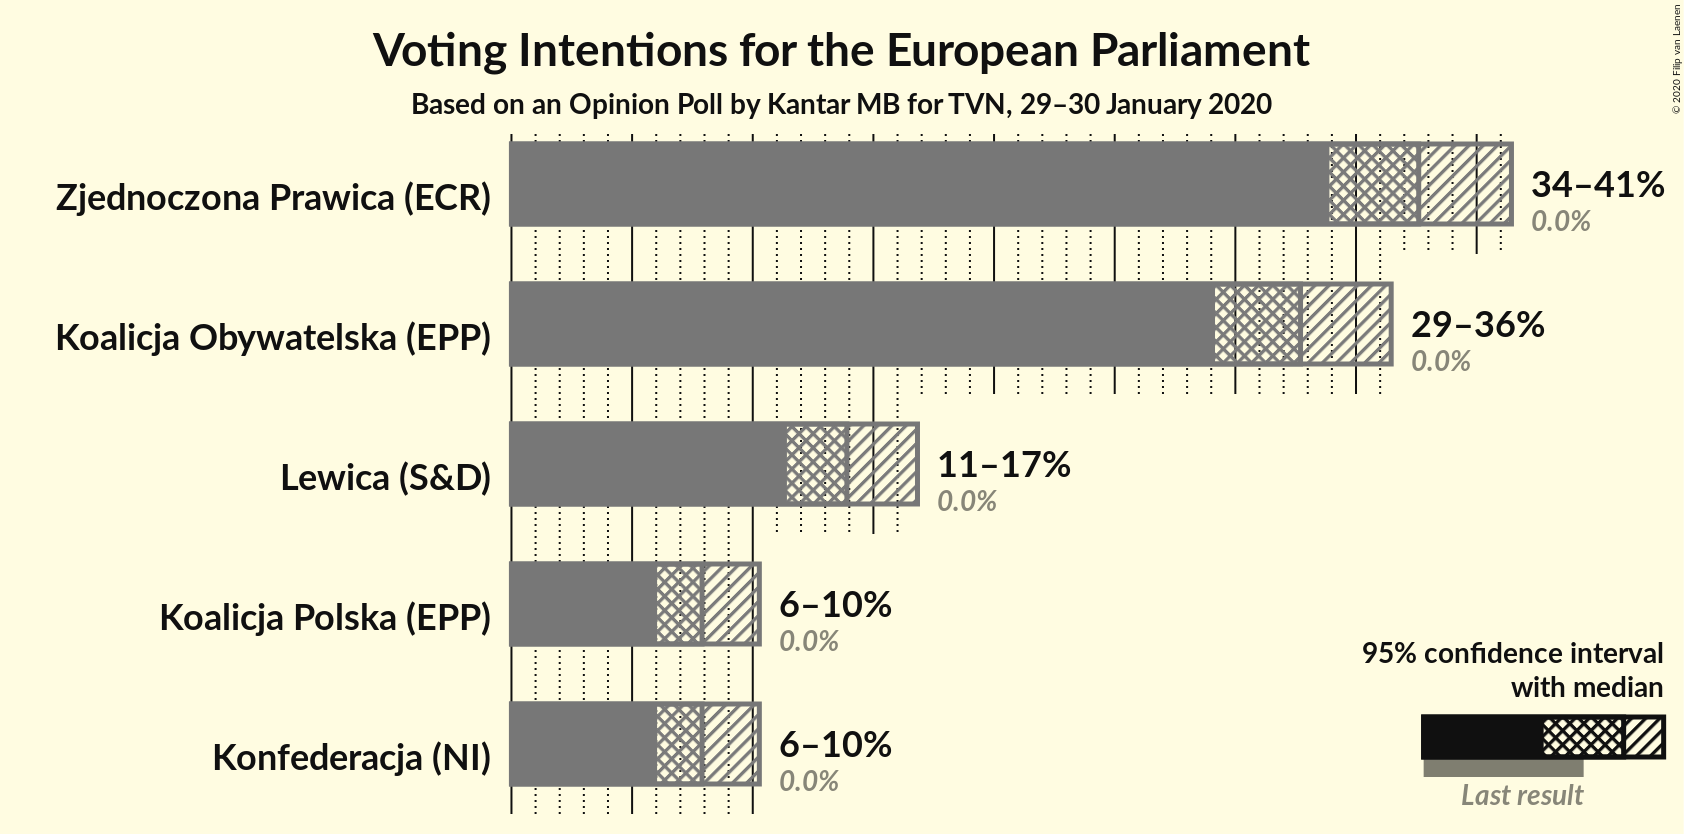 Voting Intentions for the European Parliament
Based on an Opinion Poll by Kantar MB for TVN, 29–30 January 2020
© 2020 Filip van Laenen
Zjednoczona Prawica (ECR)
34–41%
0.0%
Koalicja Obywatelska (EPP)
29–36%
0.0%
Lewica (S&D)
11–17%
0.0%
Koalicja Polska (EPP)
6–10%
0.0%
Konfederacja (NI)
6–10%
0.0%
95% confidence interval
with median
Last result